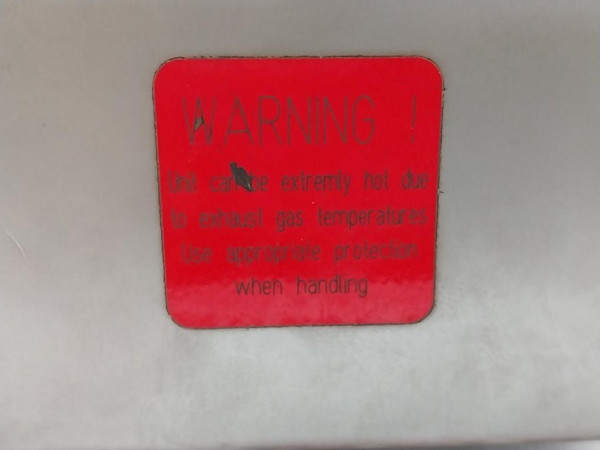 WARNING !
Unit can be extremly hot due
to exhaust gas temperatures
Use appropriate protection
when handling